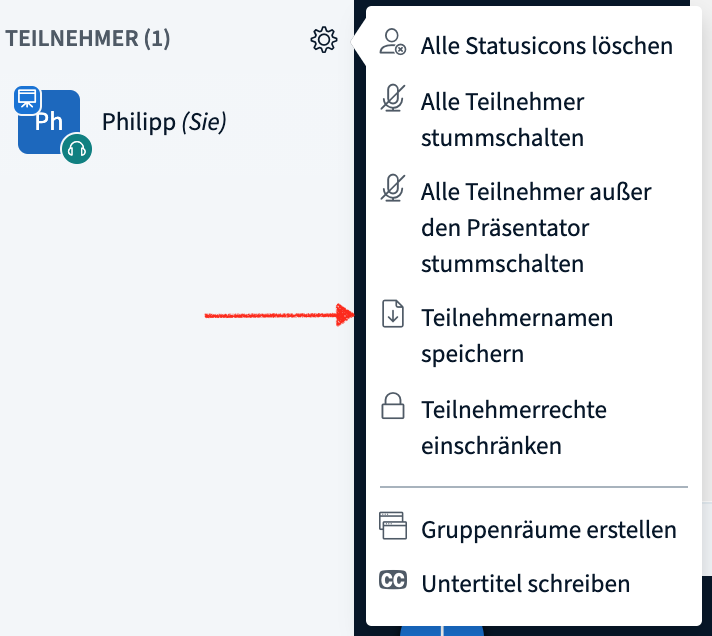 TEILNEHMER (1)
Ph
Philipp (Sie)
Alle Statusicons löschen
Alle Teilnehmer
stummschalten
Alle Teilnehmer außer
den Präsentator
stummschalten
Teilnehmernamen
speichern
Teilnehmerrechte
einschränken
Gruppenräume erstellen
CC
Untertitel schreiben